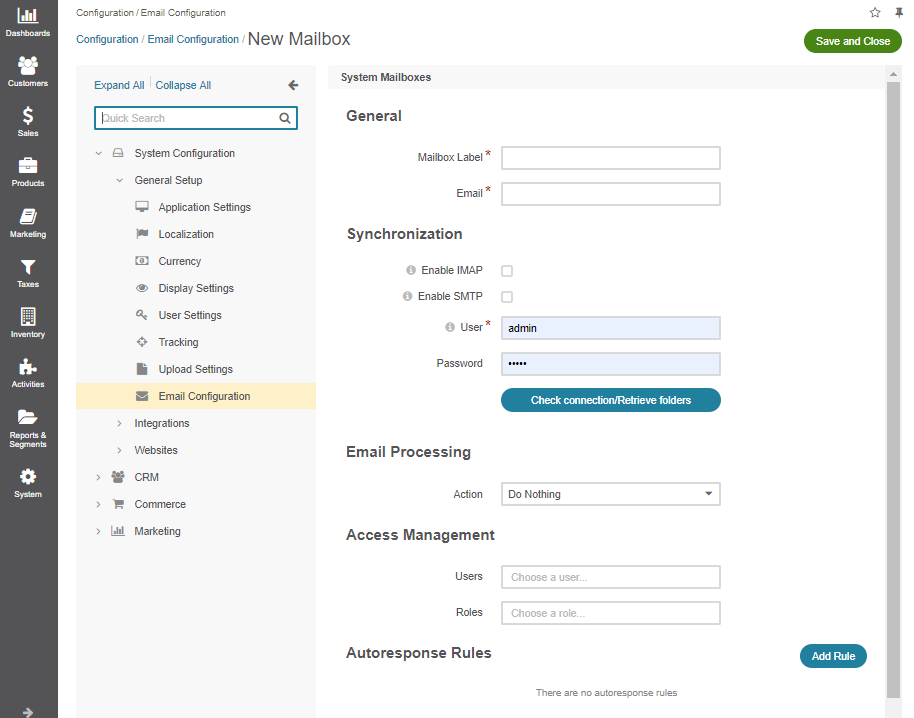 Dashboards
Customers
Sales
Products
Marketing
Taxes
Inventory
Activities
Reports &
Segments
System
Configuration / Email Configuration
Configuration / Email Configuration / New Mailbox
Save and Close
Expand All
Collapse All
Quick Search
System Configuration
General Setup
Application Settings
Localization
Currency
Display Settings
User Settings
Tracking
Upload Settings
Email Configuration
Integrations
Websites
CRM
Commerce
Marketing
System Mailboxes
General
Mailbox Label *
Email *
Synchronization
Enable IMAP
Enable SMTP
User * admin
Password •••••
Check connection/Retrieve folders
Email Processing
Action Do Nothing
Access Management
Users Choose a user...
Roles Choose a role...
Autoresponse Rules
Add Rule
There are no autoresponse rules